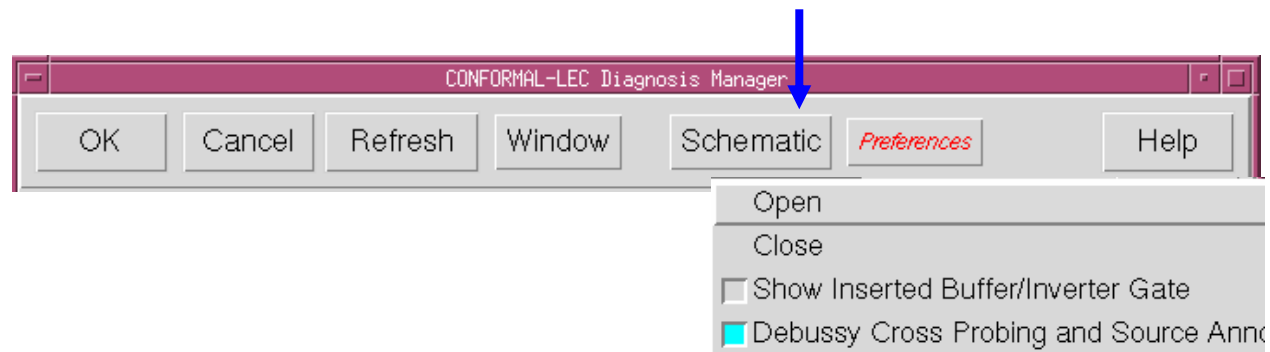 CONFORMAL-LEC Diagnosis Manager
OK Cancel Refresh Window Schematic Preferences Help
Open
Close
Show Inserted Buffer/Inverter Gate
Debussy Cross Probing and Source